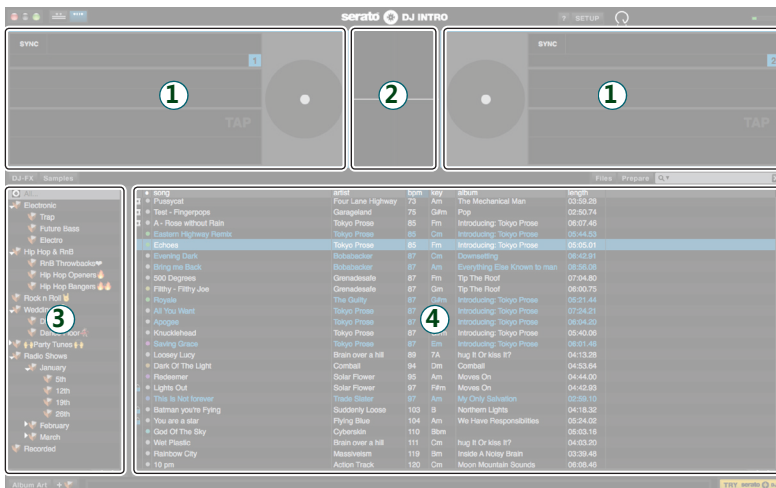 serato DJ INTRO
? SETUP
SYNC
SYNC
1
2
1
2
1
TAP
TAP
DJ-FX Samples
Files Prepare
song artist bpm key album length
All...
Pussycat Four Lane Highway 73 Am The Mechanical Man 03:59.28
Electronic
Test - Fingerpops Garageland 75 G#m Pop 02:50.74
Trap
A - Rose without Rain Tokyo Prose 85 Fm Introducing: Tokyo Prose 06:07.46
Future Bass
Eastern Highway Remix Tokyo Prose 85 Cm Introducing: Tokyo Prose 05:44.53
Electro
Echoes Tokyo Prose 85 Fm Introducing: Tokyo Prose 05:05.01
Hip Hop & RnB
Evening Dark Bobabacker 87 Cm Downsetting 06:42.91
RnB Throwbacks❤
Bring me Back Bobabacker 87 Am Everything Else Known to man 08:56.08
Hip Hop Openers🔥
500 Degrees Grenadesafe 87 Fm Tip The Roof 07:04.80
Hip Hop Bangers🔥🔥
Filthy - Filthy Joe Grenadesafe 87 Gm Tip The Roof 06:00.75
Rock n Roll🤘
Royale The Guilty 87 G#m Introducing: Tokyo Prose 05:21.44
All You Want Tokyo Prose 87 Introducing: Tokyo Prose 07:24.21
3
4
Apogee Tokyo Prose 87 Introducing: Tokyo Prose 06:04.20
Knucklehead Tokyo Prose 87 Introducing: Tokyo Prose 05:40.06
Party Tunes
Saving Grace Tokyo Prose 87 Em Introducing: Tokyo Prose 06:01.46
Radio Shows
Loosey Lucy Brain over a hill 89 7A hug It Or kiss It? 04:13.28
January
Dark Of The Light Comball 94 Dm Comball 04:53.64
5th
Redeemer Solar Flower 95 Am Moves On 04:44.00
12th
Lights Out Solar Flower 97 F#m Moves On 04:42.93
19th
This Is Not forever Trade Slater 97 Am My Only Salvation 02:59.10
26th
Batman you're Fying Suddenly Loose 103 B Northern Lights 04:18.32
February
You are a star Flying Blue 104 Am We Have Responsibilties 05:24.02
March
God Of The Sky Cyberskin 110 Bbm 05:03.16
Recorded
Wet Plastic Brain over a hill 111 Cm hug It Or kiss It? 04:03.20
Rainbow City Massiveism 119 Bm Inside A Noisy Brain 03:39.46
10 pm Action Track 120 Cm Moon Mountain Sounds 06:08.46
Album Art
TRY serato